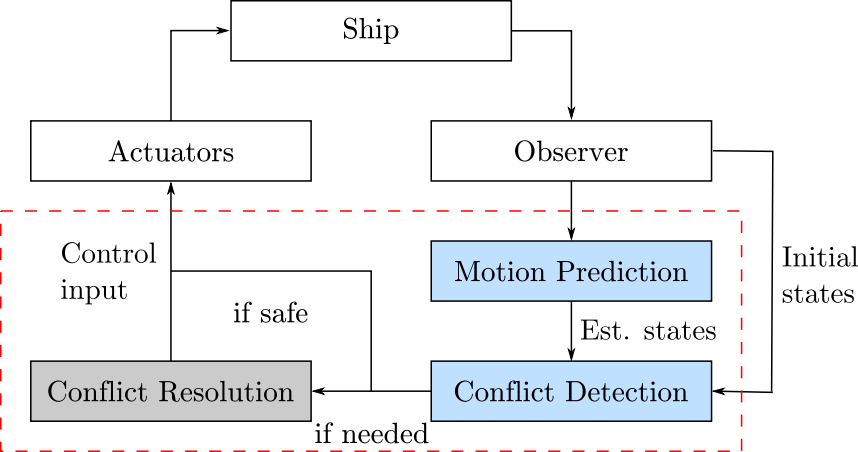 Ship
Actuators
Observer
Control
input
Motion Prediction
Initial
states
if safe
Est. states
Conflict Resolution
Conflict Detection
if needed